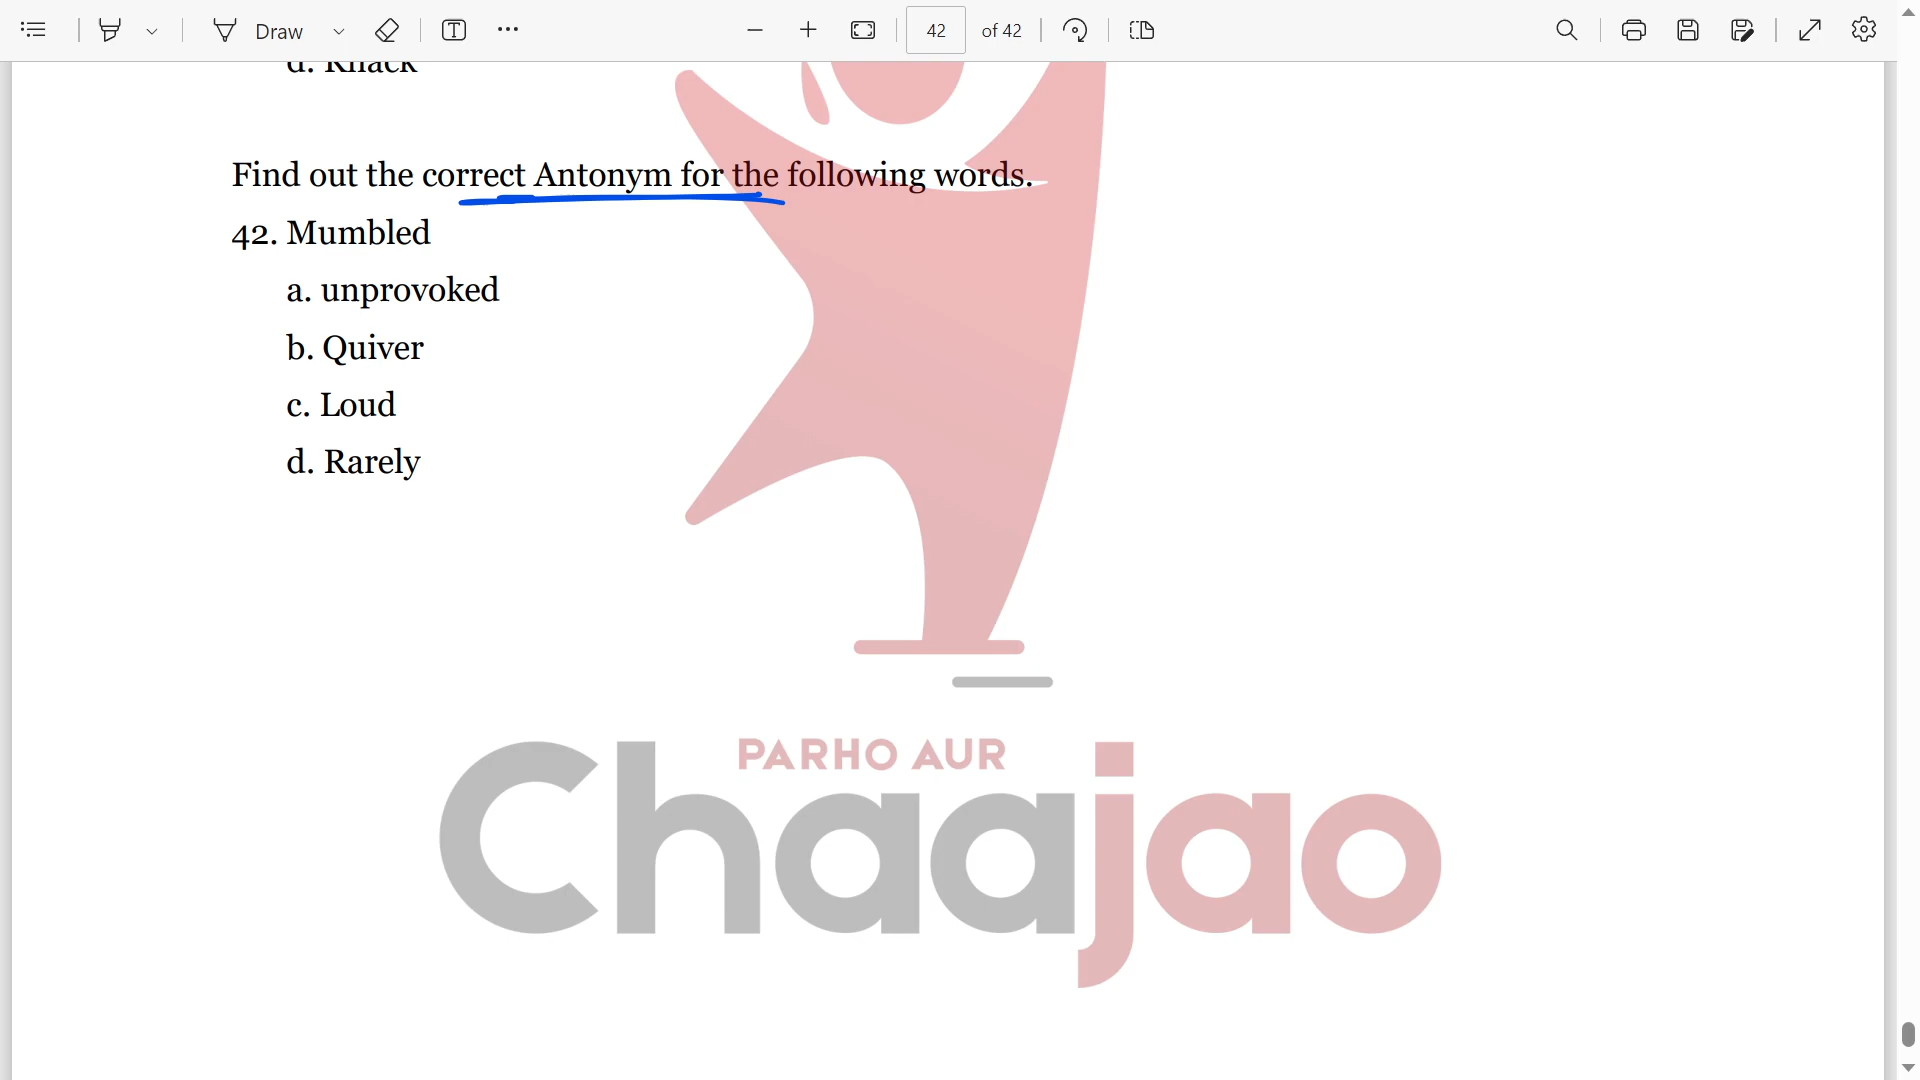 Draw
42 of 42
d. Knack
Find out the correct Antonym for the following words.
42. Mumbled
a. unprovoked
b. Quiver
c. Loud
d. Rarely
PARHO AUR
Chaajao